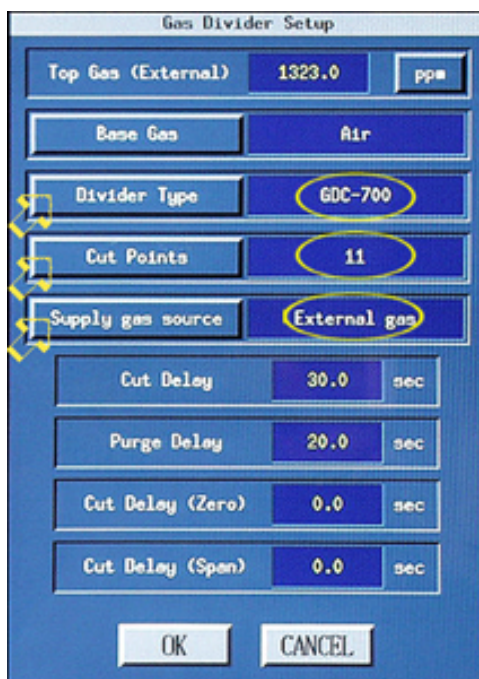 Gas Divider Setup
Top Gas (External) 1323.0 ppm
Base Gas Air
Divider Type GDC-700
Cut Points 11
Supply gas source External gas
Cut Delay 30.0 sec
Purge Delay 20.0 sec
Cut Delay (Zero) 0.0 sec
Cut Delay (Span) 0.0 sec
OK CANCEL